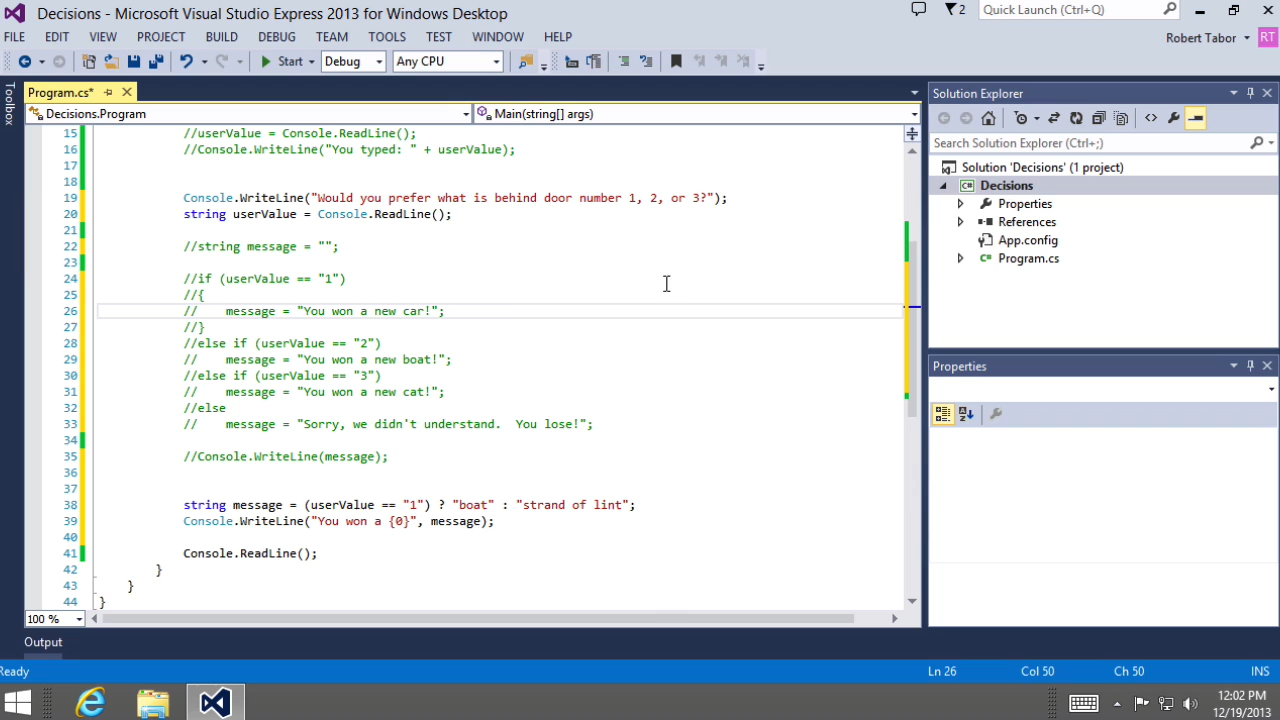 Decisions - Microsoft Visual Studio Express 2013 for Windows Desktop
2
Quick Launch (Ctrl+Q)
FILE EDIT VIEW PROJECT BUILD DEBUG TEAM TOOLS TEST WINDOW HELP
Robert Tabor
RT
Start
Debug
Any CPU
Toolbox
Program.cs*
Decisions.Program
Main(string[] args)
15 //userValue = Console.ReadLine();
16 //Console.WriteLine("You typed: " + userValue);
17
18
19 Console.WriteLine("Would you prefer what is behind door number 1, 2, or 3?");
20 string userValue = Console.ReadLine();
21
22 //string message = "";
23
24 //if (userValue == "1")
25 //{
26 //    message = "You won a new car!";
27 //}
28 //else if (userValue == "2")
29 //    message = "You won a new boat!";
30 //else if (userValue == "3")
31 //    message = "You won a new cat!";
32 //else
33 //    message = "Sorry, we didn't understand.  You lose!";
34
35 //Console.WriteLine(message);
36
37
38 string message = (userValue == "1") ? "boat" : "strand of lint";
39 Console.WriteLine("You won a {0}", message);
40
41 Console.ReadLine();
42 }
43 }
44 }
100 %
Solution Explorer
Search Solution Explorer (Ctrl+;)
Solution 'Decisions' (1 project)
C# Decisions
Properties
References
App.config
C# Program.cs
Properties
Output
Ready
Ln 26
Col 50
Ch 50
INS
12:02 PM
12/19/2013